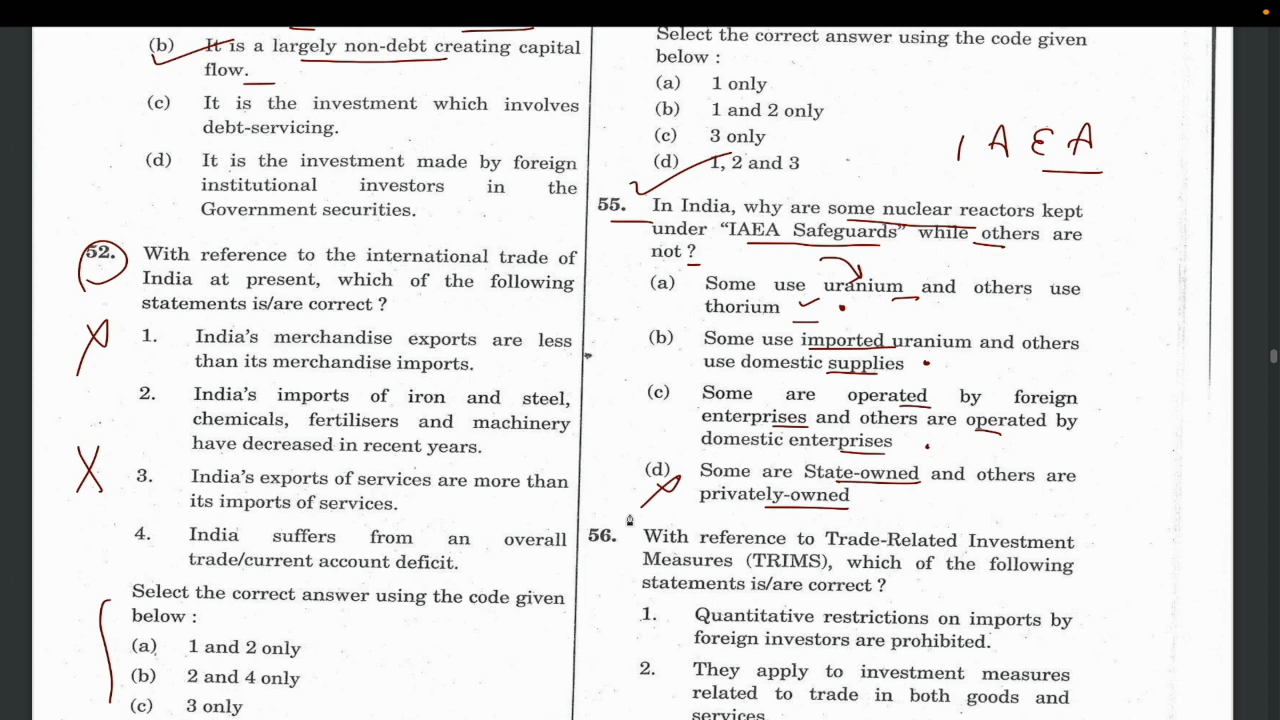 (b) It is a largely non-debt creating capital
flow.
(c) It is the investment which involves
debt-servicing.
(d) It is the investment made by foreign
institutional investors in the
Government securities.
52. With reference to the international trade of
India at present, which of the following
statements is/are correct ?
1. India's merchandise exports are less
than its merchandise imports.
2. India's imports of iron and steel,
chemicals, fertilisers and machinery
have decreased in recent years.
3. India's exports of services are more than
its imports of services.
4. India suffers from an overall
trade/current account deficit.
Select the correct answer using the code given
below :
(a) 1 and 2 only
(b) 2 and 4 only
(c) 3 only
Select the correct answer using the code given
below :
(a) 1 only
(b) 1 and 2 only
(c) 3 only
(d) 1, 2 and 3
IAEA
55. In India, why are some nuclear reactors kept
under “IAEA Safeguards” while others are
not ?
(a) Some use uranium and others use
thorium
(b) Some use imported uranium and others
use domestic supplies
(c) Some are operated by foreign
enterprises and others are operated by
domestic enterprises
(d) Some are State-owned and others are
privately-owned
56. With reference to Trade-Related Investment
Measures (TRIMS), which of the following
statements is/are correct ?
1. Quantitative restrictions on imports by
foreign investors are prohibited.
2. They apply to investment measures
related to trade in both goods and
services.